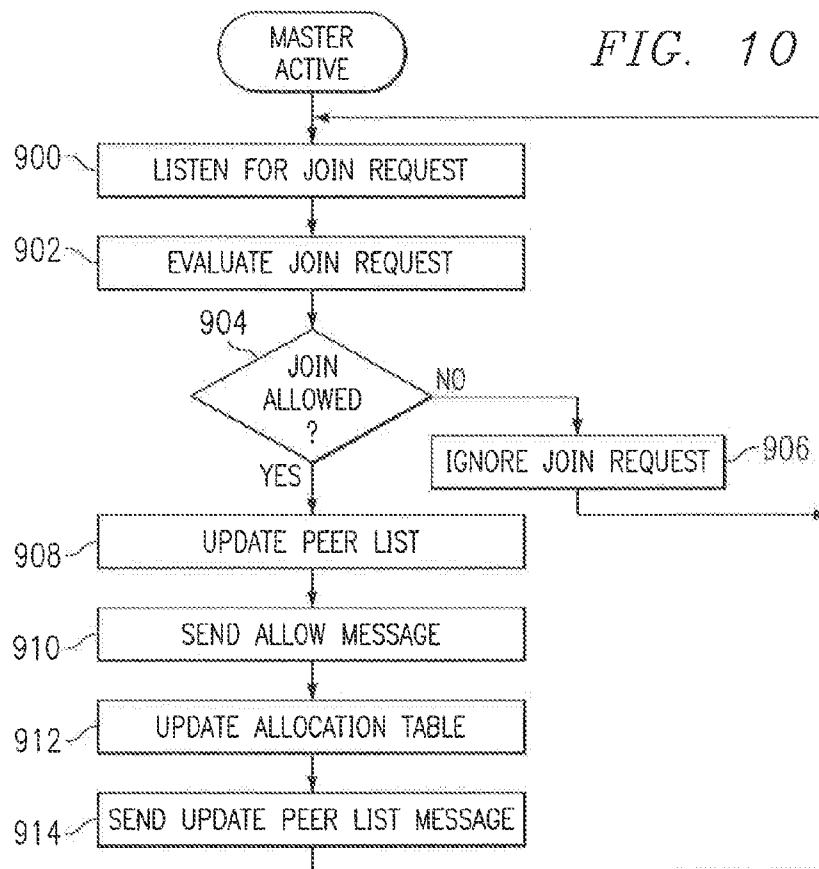 MASTER
ACTIVE
FIG. 10
900
LISTEN FOR JOIN REQUEST
902
EVALUATE JOIN REQUEST
904
JOIN
ALLOWED
?
NO
YES
IGNORE JOIN REQUEST
906
908
UPDATE PEER LIST
910
SEND ALLOW MESSAGE
912
UPDATE ALLOCATION TABLE
914
SEND UPDATE PEER LIST MESSAGE